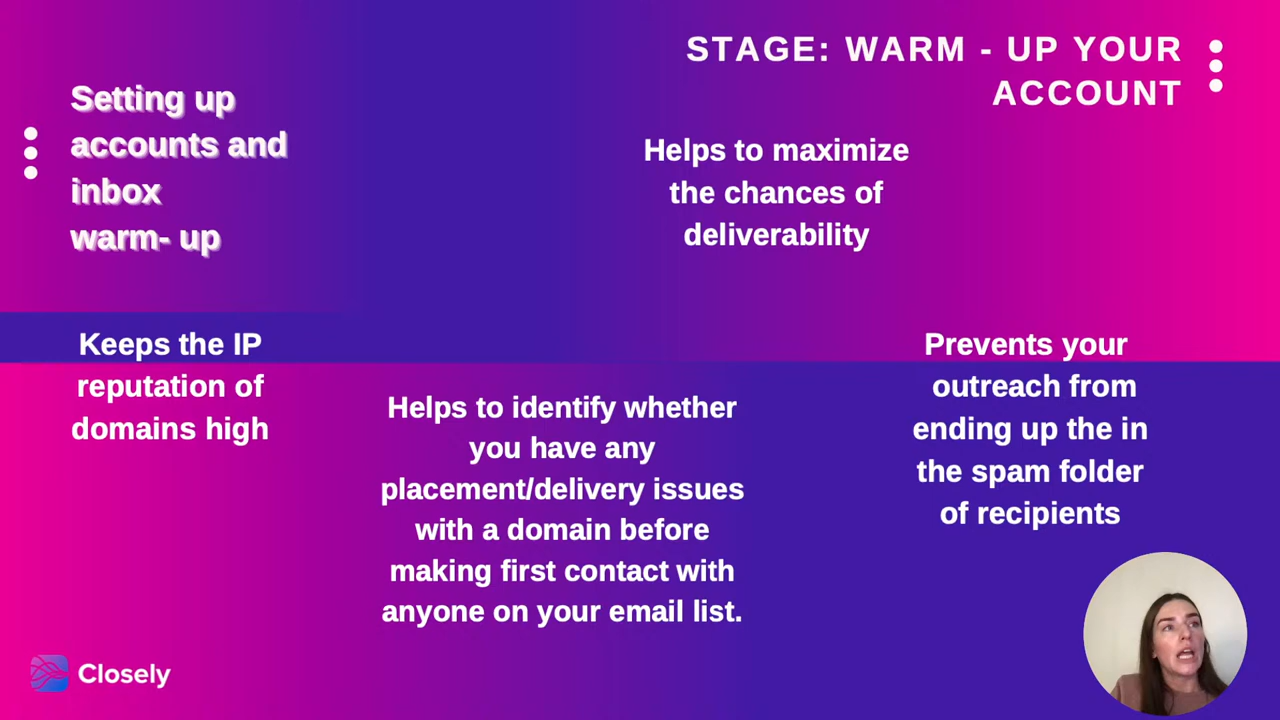 STAGE: WARM - UP YOUR
ACCOUNT
Setting up
accounts and
inbox
warm- up
Helps to maximize
the chances of
deliverability
Keeps the IP
reputation of
domains high
Helps to identify whether
you have any
placement/delivery issues
with a domain before
making first contact with
anyone on your email list.
Prevents your
outreach from
ending up the in
the spam folder
of recipients
Closely